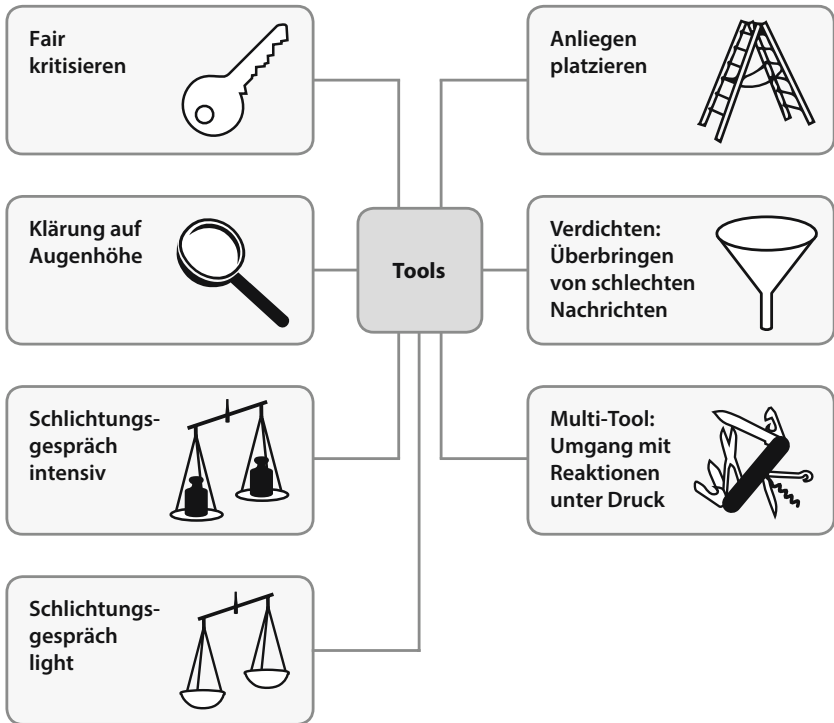 Fair
kritisieren
Klärung auf
Augenhöhe
Schlichtungs-
gespräch
intensiv
Schlichtungs-
gespräch
light
Tools
Anliegen
platzieren
Verdichten:
Überbringen
von schlechten
Nachrichten
Multi-Tool:
Umgang mit
Reaktionen
unter Druck